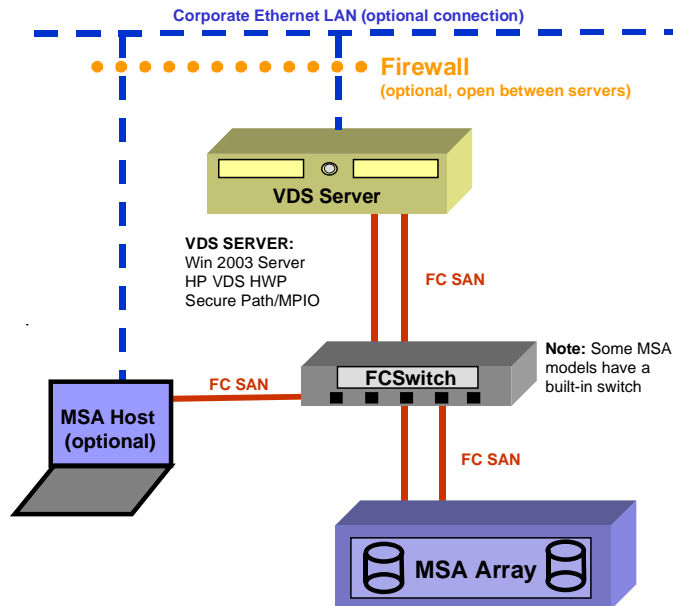 Corporate Ethernet LAN (optional connection)
Firewall
(optional, open between servers)
VDS Server
VDS SERVER:
Win 2003 Server
HP VDS HWP
Secure Path/MPIO
FC SAN
Note: Some MSA
models have a
built-in switch
FCSwitch
FC SAN
MSA Host
(optional)
FC SAN
MSA Array